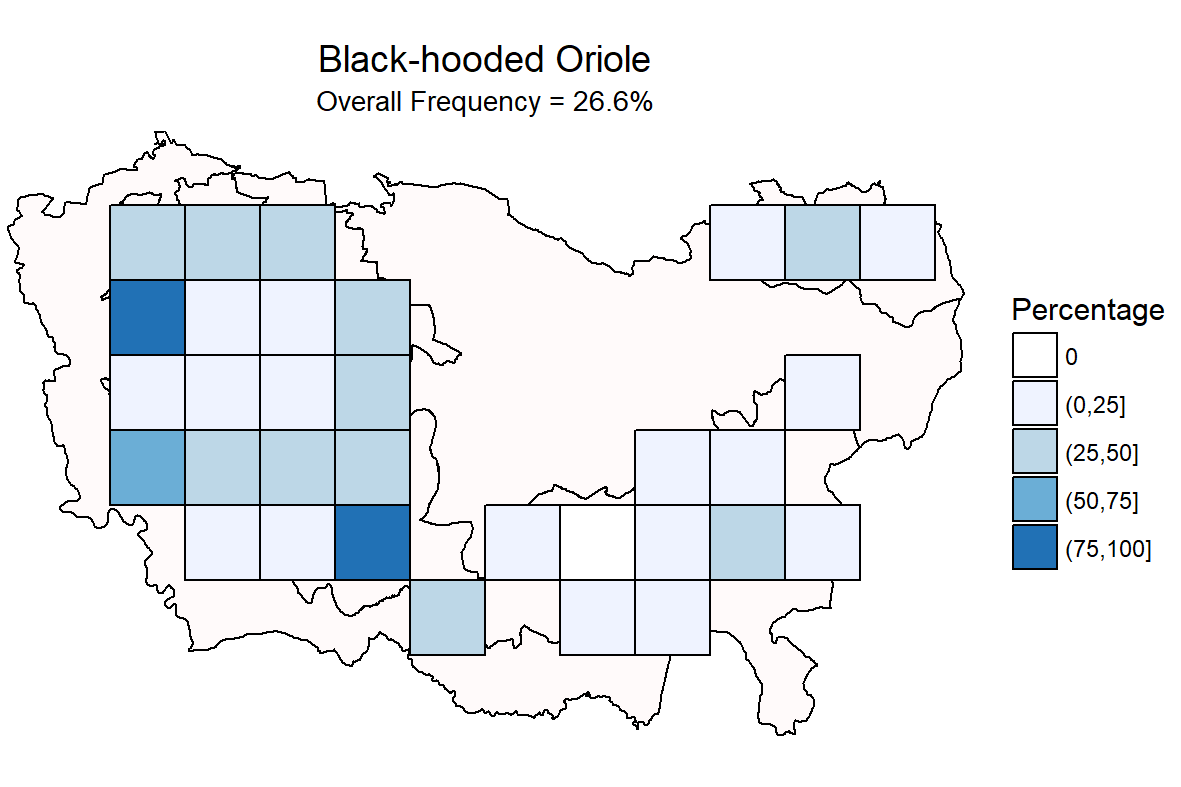 Black-hooded Oriole
Overall Frequency = 26.6%
Percentage
0
(0,25]
(25,50]
(50,75]
(75,100]